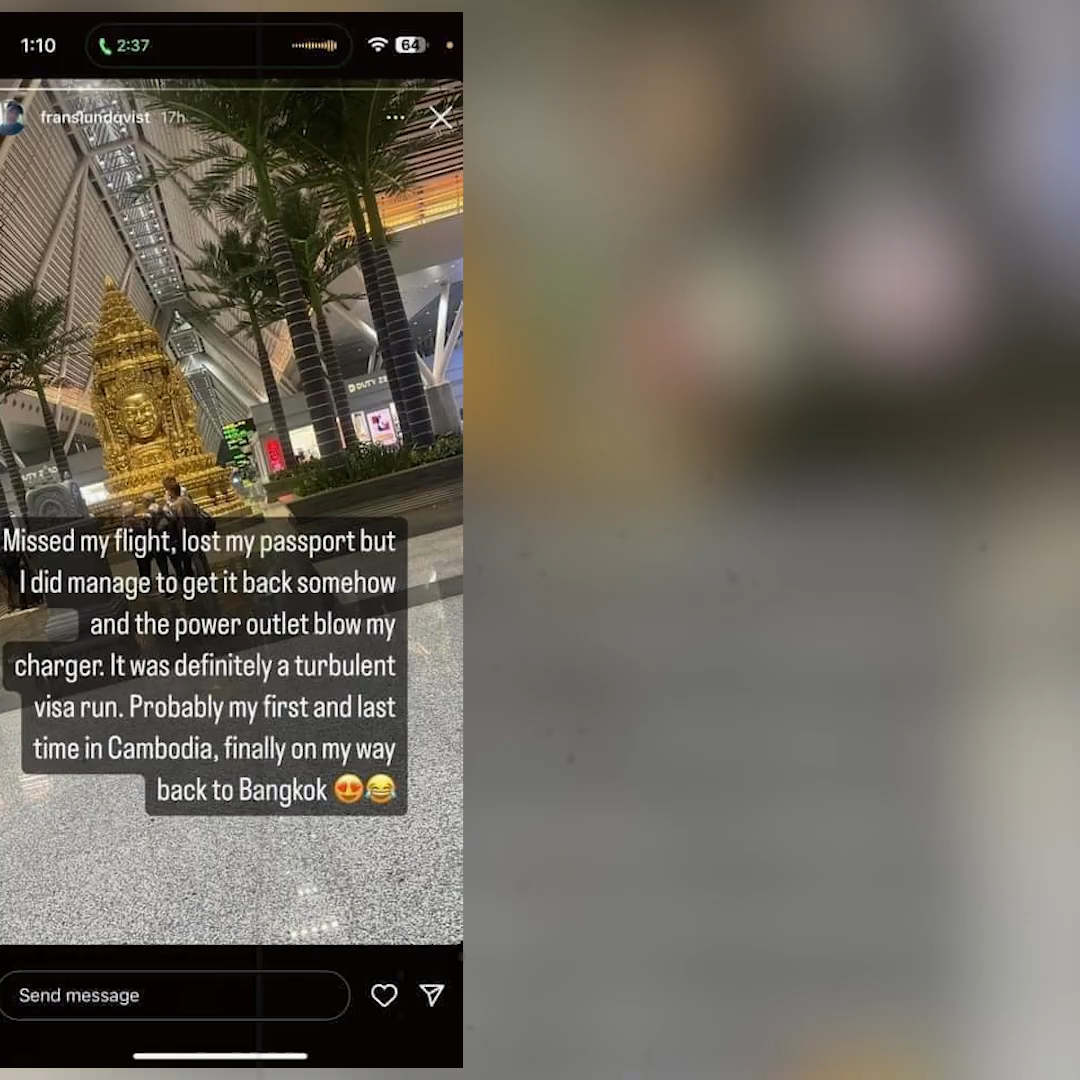 1:10
2:37
64
franslundqvist 17h
DUTY ZE
Missed my flight, lost my passport but
I did manage to get it back somehow
and the power outlet blow my
charger. It was definitely a turbulent
visa run. Probably my first and last
time in Cambodia, finally on my way
back to Bangkok 😍😂
Send message